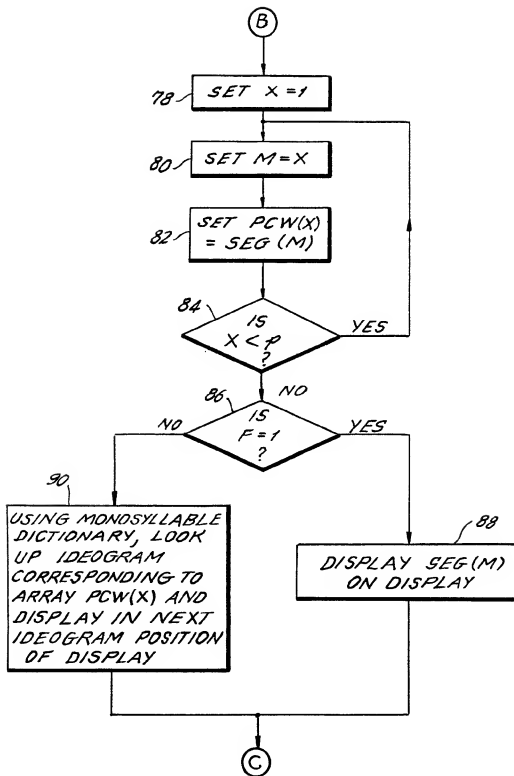 B
78
SET X=1
80
SET M=X
82
SET PCW(X)
= SEG(M)
84
IS
X < P
?
YES
NO
86
IS
F=1
?
NO
YES
90
USING MONOSYLLABLE
DICTIONARY, LOOK
UP IDEOGRAM
CORRESPONDING TO
ARRAY PCW(X) AND
DISPLAY IN NEXT
IDEOGRAM POSITION
OF DISPLAY
88
DISPLAY SEG(M)
ON DISPLAY
C